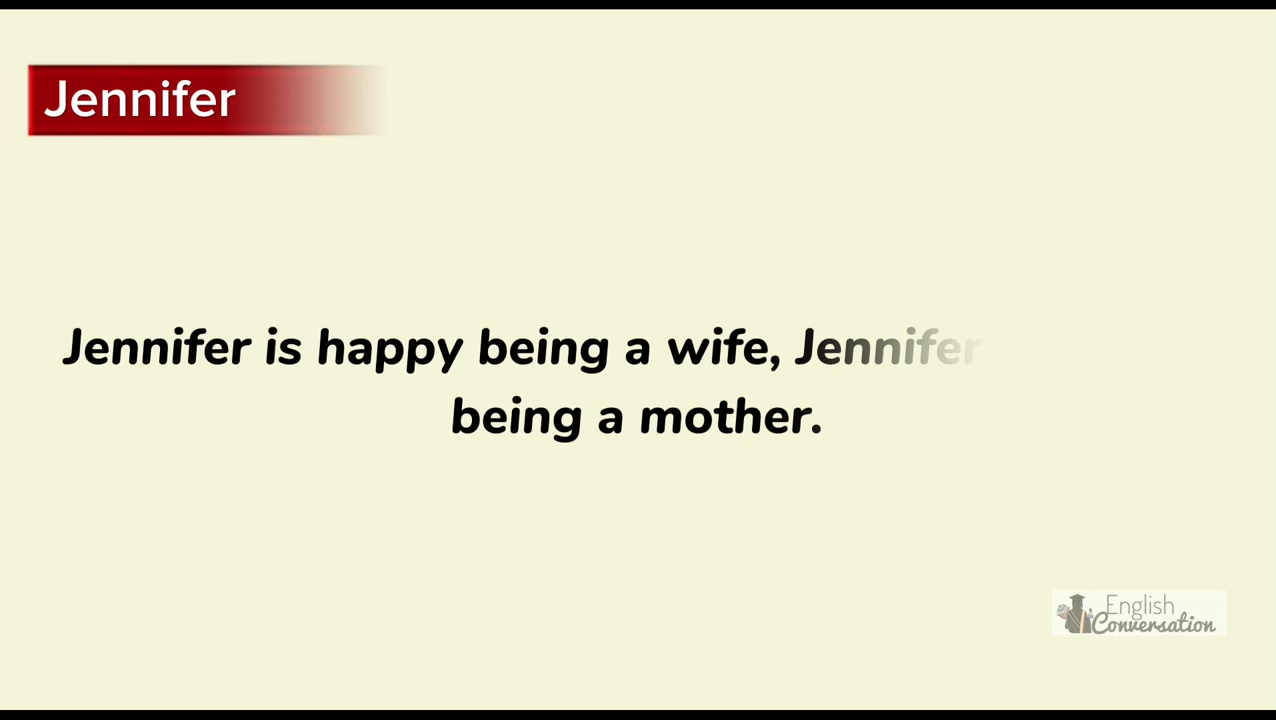 Jennifer
Jennifer is happy being a wife, Jennifer
being a mother.
English
Conversation